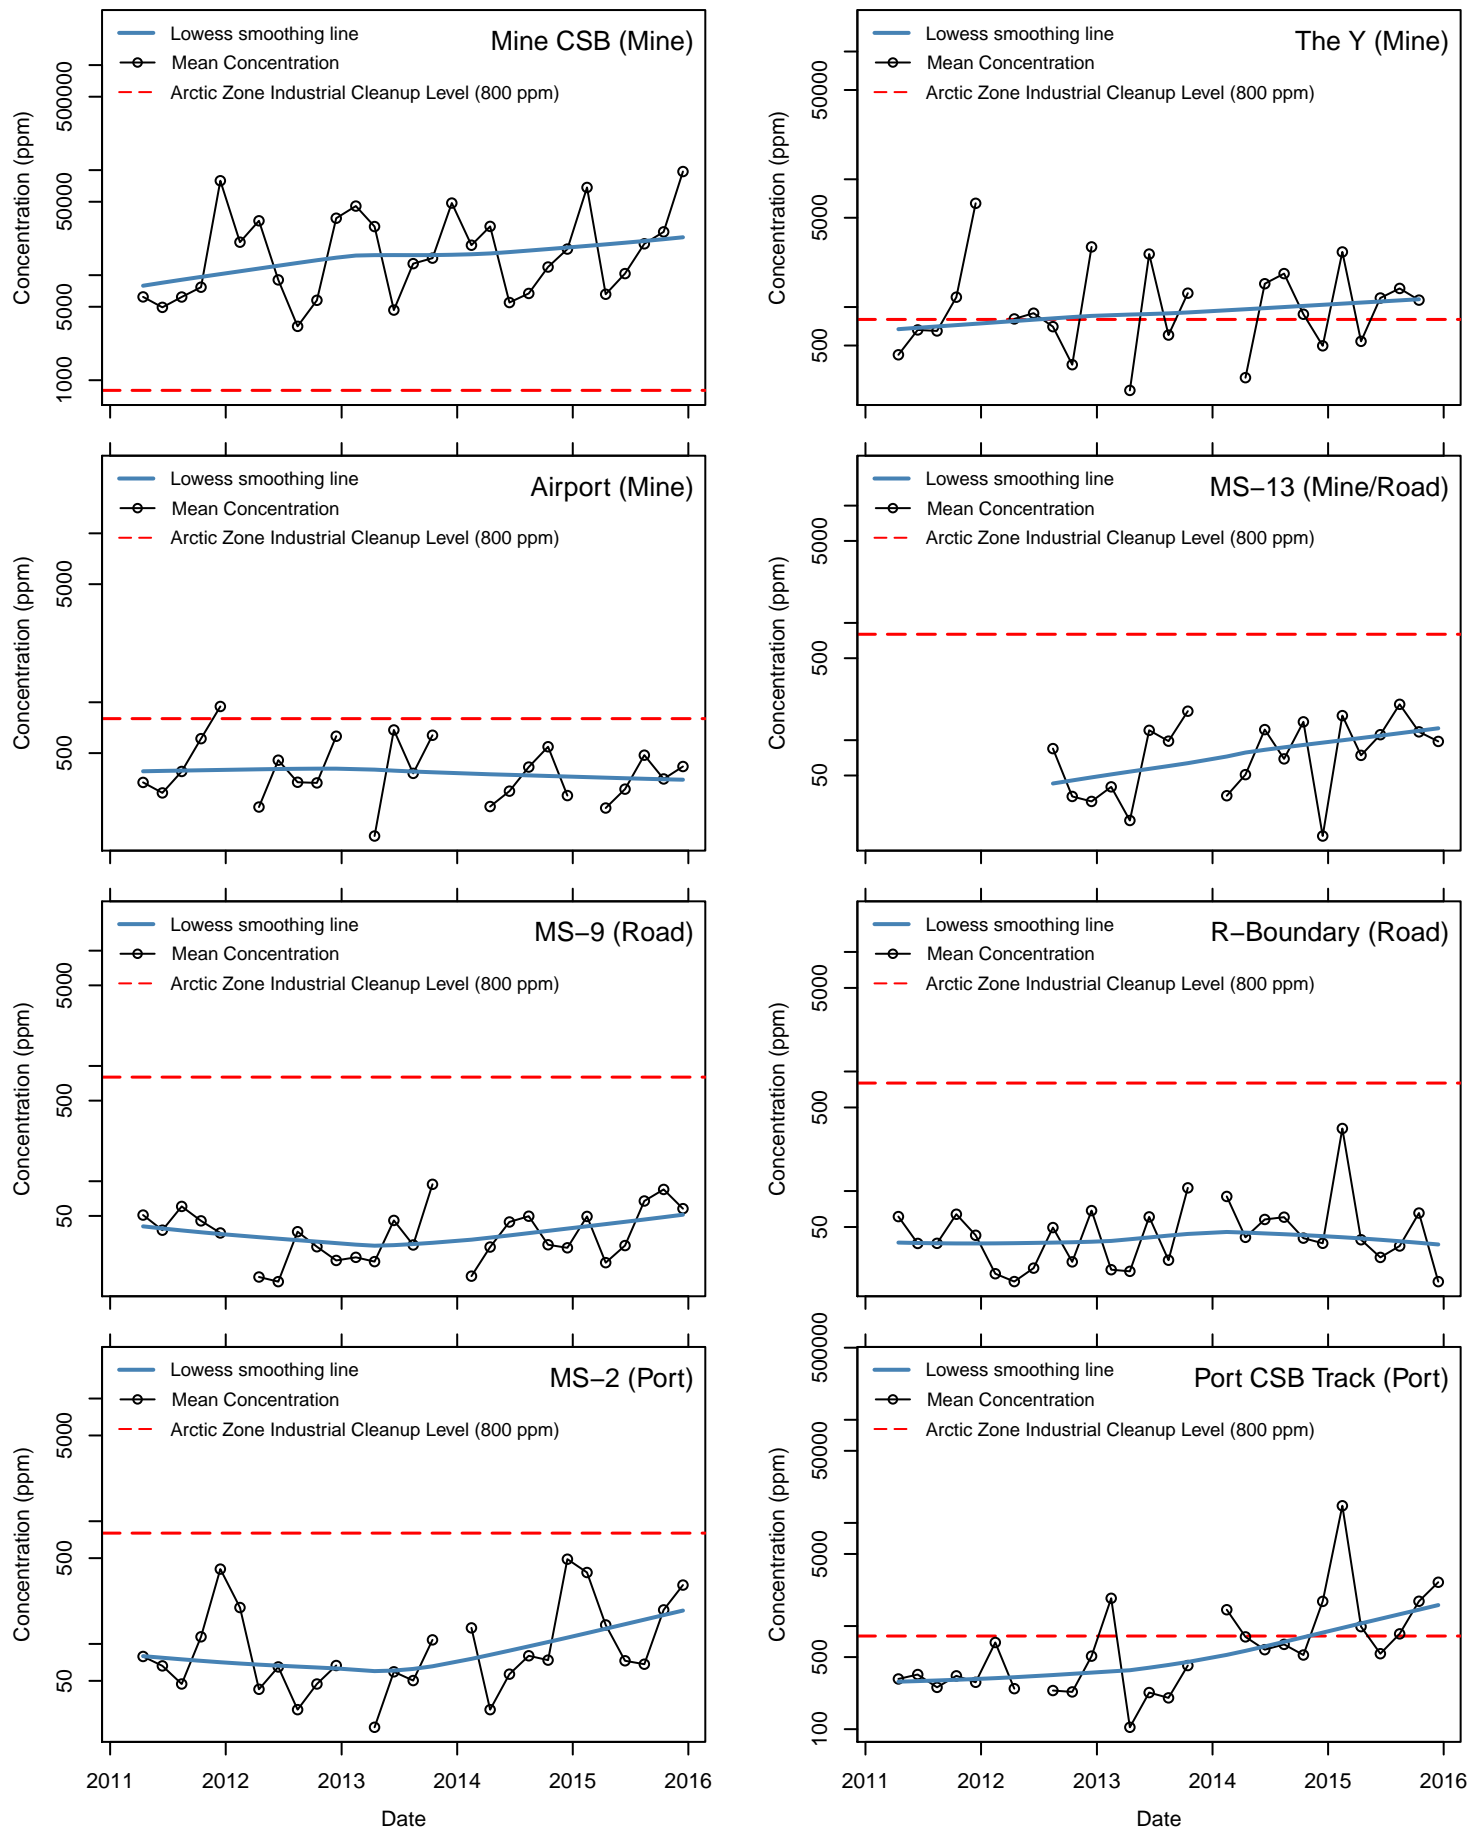 Lowess smoothing line
Mean Concentration
Arctic Zone Industrial Cleanup Level (800 ppm)
Mine CSB (Mine)
Concentration (ppm)
500000
50000
5000
1000
Lowess smoothing line
Mean Concentration
Arctic Zone Industrial Cleanup Level (800 ppm)
The Y (Mine)
Concentration (ppm)
50000
5000
500
Lowess smoothing line
Mean Concentration
Arctic Zone Industrial Cleanup Level (800 ppm)
Airport (Mine)
Concentration (ppm)
5000
500
Lowess smoothing line
Mean Concentration
Arctic Zone Industrial Cleanup Level (800 ppm)
MS−13 (Mine/Road)
Concentration (ppm)
5000
500
50
Lowess smoothing line
Mean Concentration
Arctic Zone Industrial Cleanup Level (800 ppm)
MS−9 (Road)
Concentration (ppm)
5000
500
50
Lowess smoothing line
Mean Concentration
Arctic Zone Industrial Cleanup Level (800 ppm)
R−Boundary (Road)
Concentration (ppm)
5000
500
50
Lowess smoothing line
Mean Concentration
Arctic Zone Industrial Cleanup Level (800 ppm)
MS−2 (Port)
Concentration (ppm)
5000
500
50
2011 2012 2013 2014 2015 2016
Date
Lowess smoothing line
Mean Concentration
Arctic Zone Industrial Cleanup Level (800 ppm)
Port CSB Track (Port)
Concentration (ppm)
500000
50000
5000
500
100
2011 2012 2013 2014 2015 2016
Date